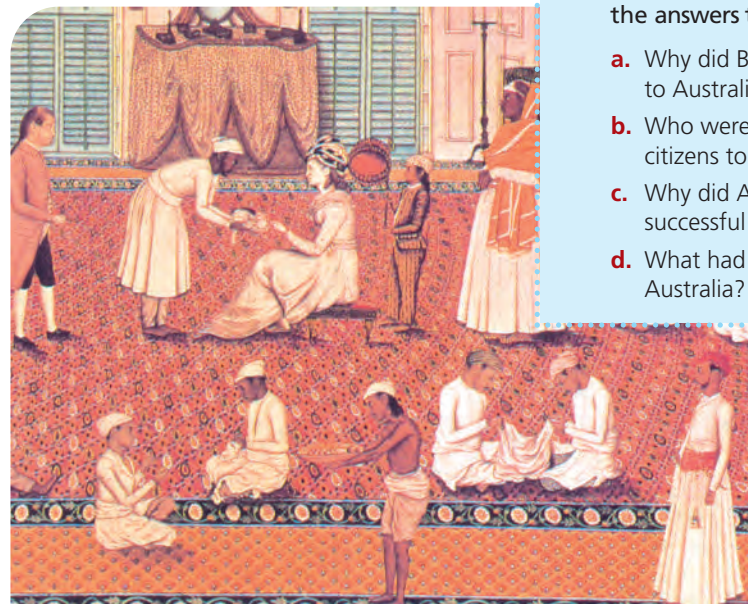 the answers
a. Why did B
to Australi
b. Who were
citizens to
c. Why did A
successful
d. What had
Australia?